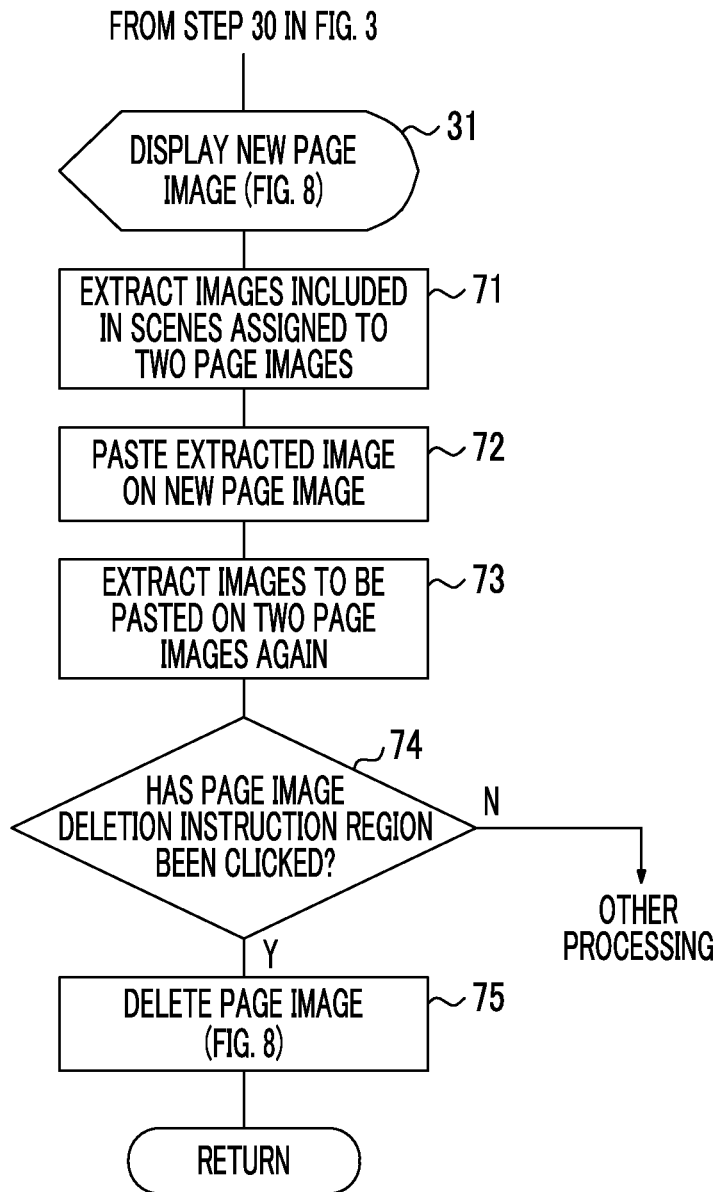 FROM STEP 30 IN FIG. 3
31
DISPLAY NEW PAGE
IMAGE (FIG. 8)
71
EXTRACT IMAGES INCLUDED
IN SCENES ASSIGNED TO
TWO PAGE IMAGES
72
PASTE EXTRACTED IMAGE
ON NEW PAGE IMAGE
73
EXTRACT IMAGES TO BE
PASTED ON TWO PAGE
IMAGES AGAIN
74
HAS PAGE IMAGE
DELETION INSTRUCTION REGION
BEEN CLICKED?
N
OTHER
PROCESSING
Y
75
DELETE PAGE IMAGE
(FIG. 8)
RETURN